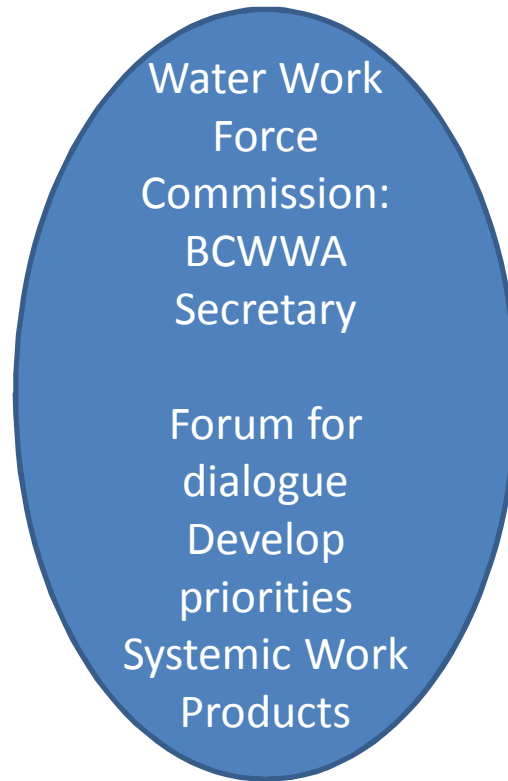 Water Work
Force
Commission:
BCWWA
Secretary
Forum for
dialogue
Develop
priorities
Systemic Work
Products